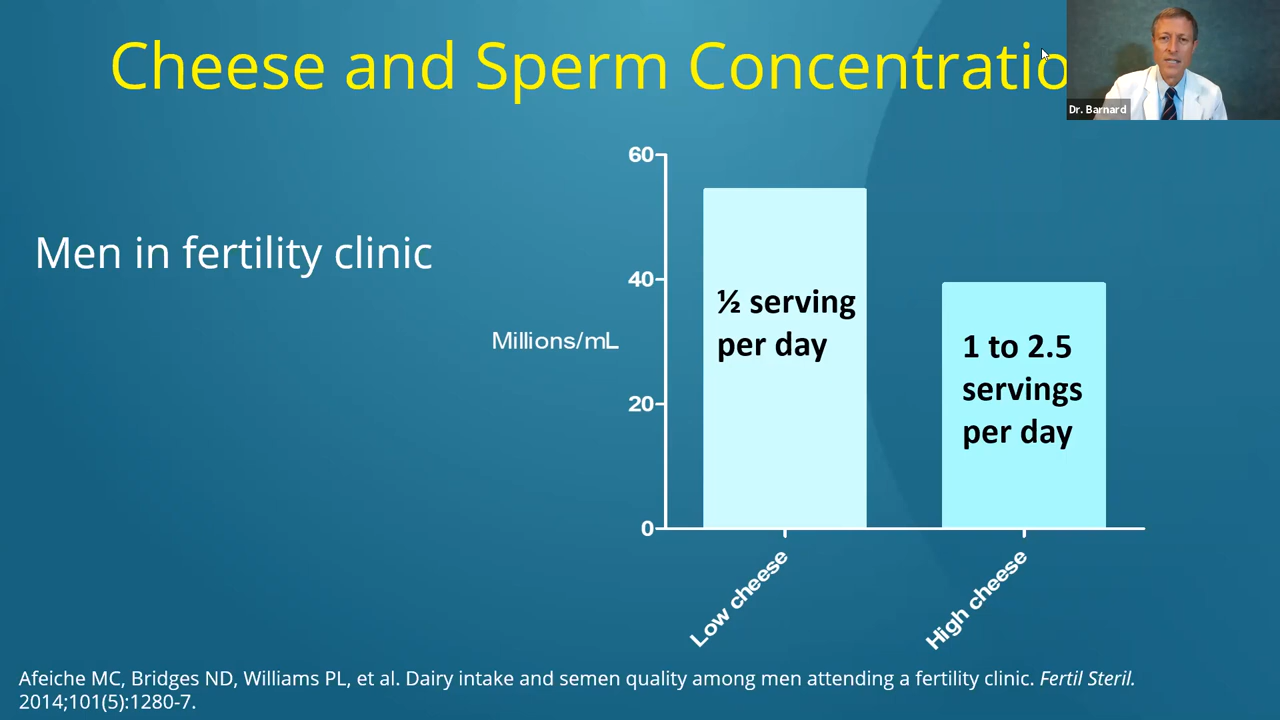 Cheese and Sperm Concentratio
Dr. Barnard
Men in fertility clinic
60
40
20
0
Millions/mL
½ serving
per day
1 to 2.5
servings
per day
Low cheese
High cheese
Afeiche MC, Bridges ND, Williams PL, et al. Dairy intake and semen quality among men attending a fertility clinic. Fertil Steril.
2014;101(5):1280-7.